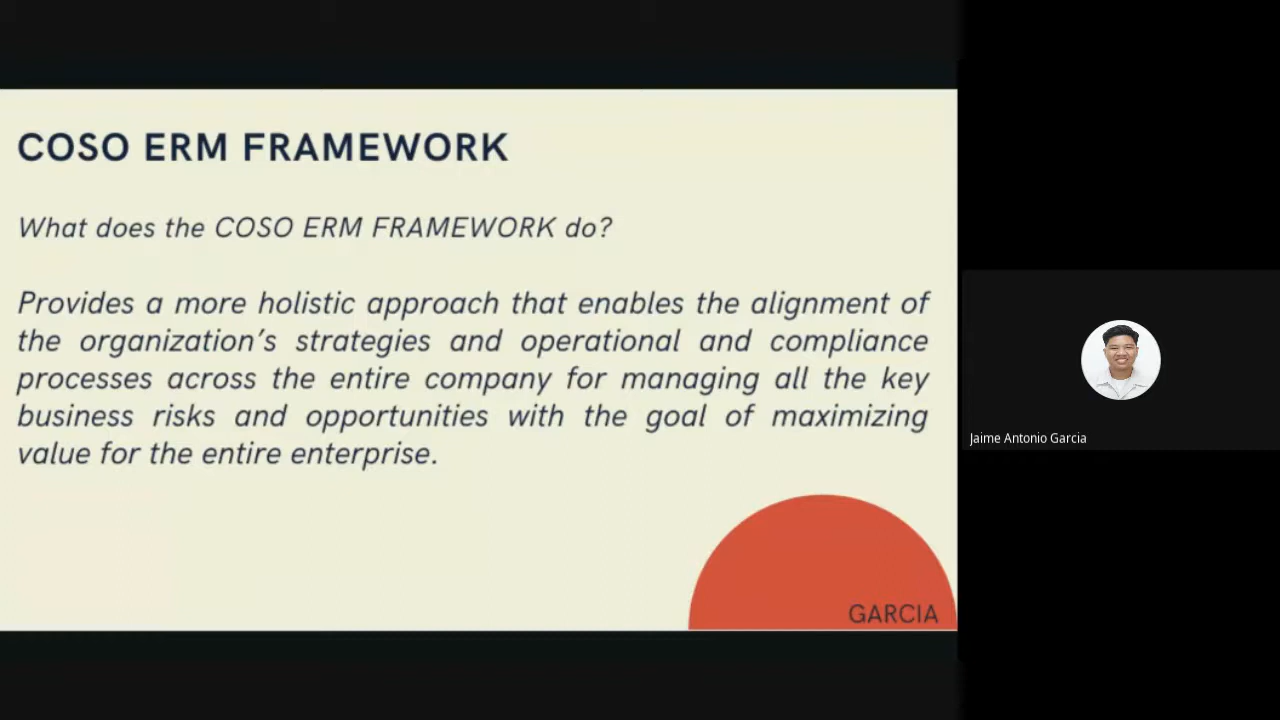 COSO ERM FRAMEWORK
What does the COSO ERM FRAMEWORK do?
Provides a more holistic approach that enables the alignment of
the organization’s strategies and operational and compliance
processes across the entire company for managing all the key
business risks and opportunities with the goal of maximizing
value for the entire enterprise.
GARCIA
Jaime Antonio Garcia